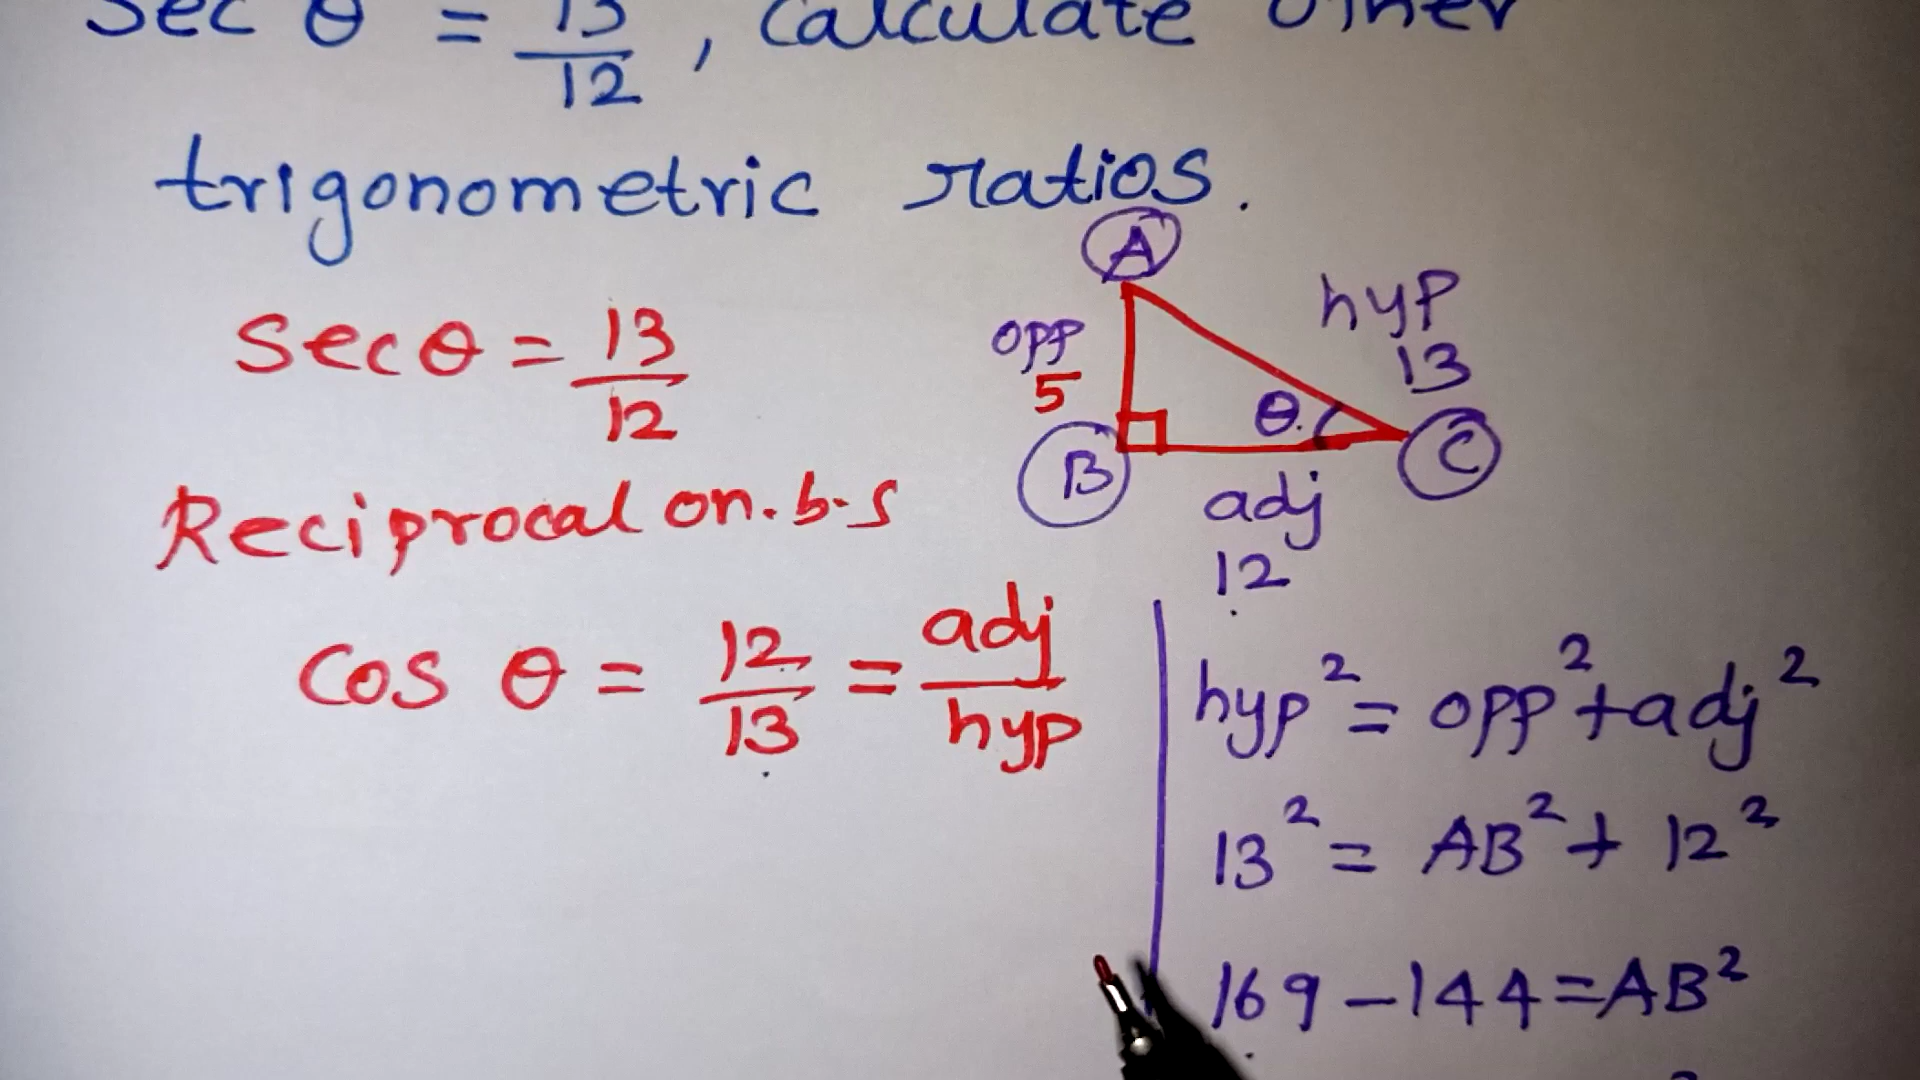 Sec θ = 13/12, Calculate other
trigonometric ratios.
Sec θ = 13/12
Reciprocal on. b.s
Cos θ = 12/13 = adj/hyp
A
opp
5
hyp
13
θ
B
C
adj
12
hyp² = opp² + adj²
13² = AB² + 12²
169 - 144 = AB²